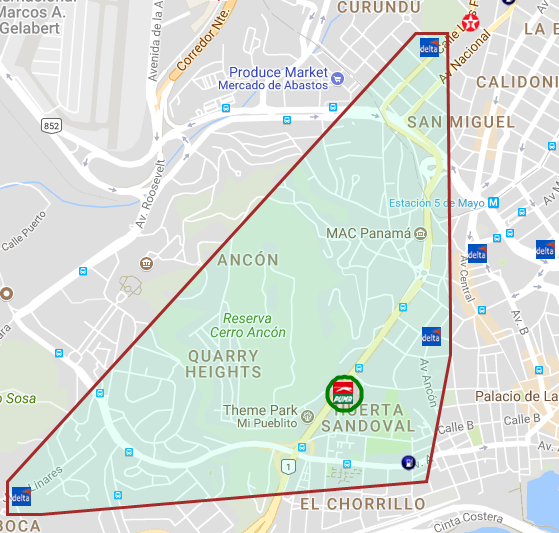 Marcos A.
Gelabert
Avenida de la A
Corredor Nte.
CURUNDU
delta
Av Nacional
LA E
CALIDONI
Produce Market
Mercado de Abastos
852
SAN MIGUEL
Av. Roosevelt
Estación 5 de Mayo
M
Calle Puerto
MAC Panamá
delta
delta
ANCÓN
Av Central
Av. B
Reserva
Cerro Ancón
delta
QUARRY
HEIGHTS
Av Ancón
o Sosa
PUMA
Palacio de La
Theme Park
Mi Pueblito
HUERTA
SANDOVAL
Calle B
Calle B
1
Linares
delta
EL CHORRILLO
BOCA
Cinta Costera